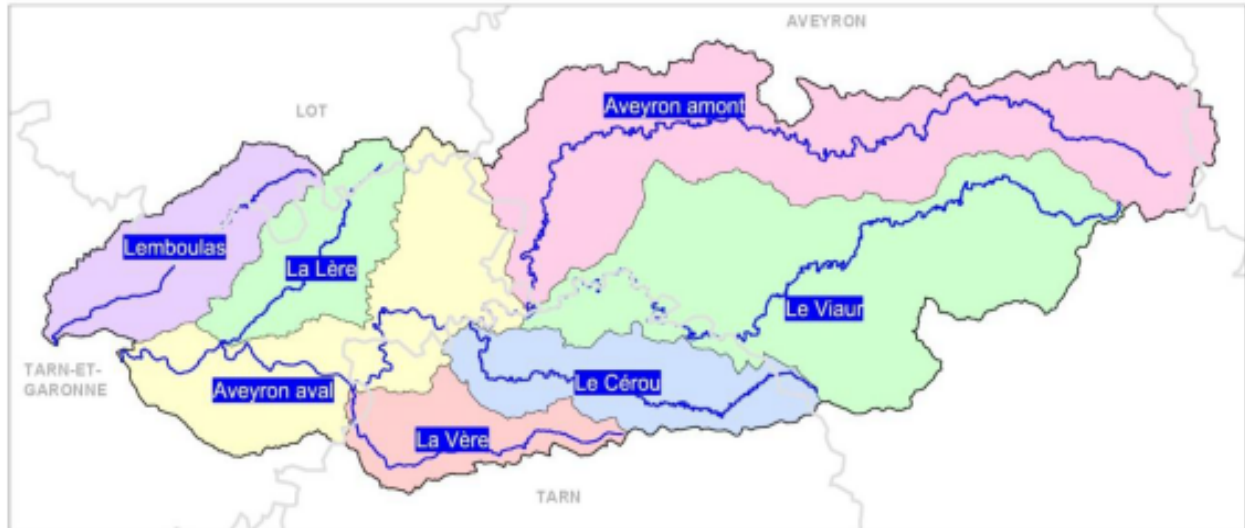 AVEYRON
Aveyron amont
LOT
Lemboulas
La Lère
Le Viaur
TARN-ET-
GARONNE
Aveyron aval
Le Cérou
La Vère
TARN